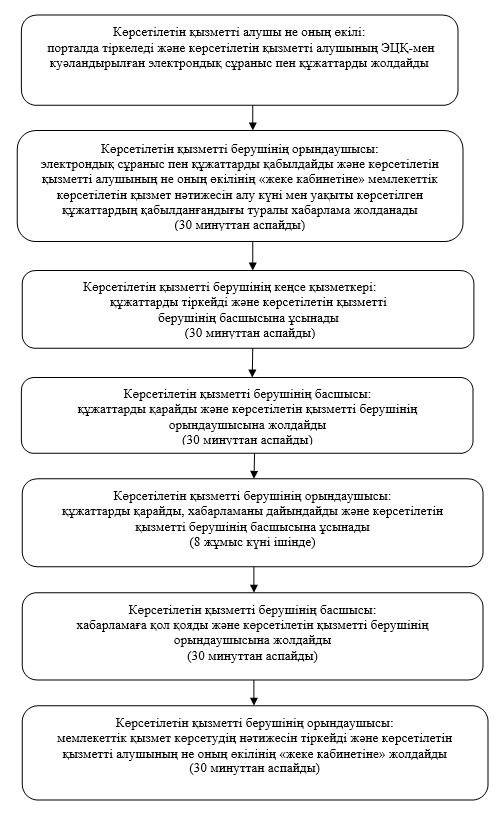 Көрсетілетін қызметті алушы не оның өкілі:
порталда тіркеледі және көрсетілетін қызметті алушының ЭЦҚ-мен
куәландырылған электрондық сұраныс пен құжаттарды жолдайды
Көрсетілетін қызметті берушінің орындаушысы:
электрондық сұраныс пен құжаттарды қабылдайды және көрсетілетін
қызметті алушының не оның өкілінің «жеке кабинетіне» мемлекеттік
көрсетілетін қызмет нәтижесін алу күні мен уақыты көрсетілген
құжаттардың қабылданғандығы туралы хабарлама жолданады
(30 минуттан аспайды)
Көрсетілетін қызметті берушінің кеңсе қызметкері:
құжаттарды тіркейді және көрсетілетін қызметті
берушінің басшысына ұсынады
(30 минуттан аспайды)
Көрсетілетін қызметті берушінің басшысы:
құжаттарды қарайды және көрсетілетін қызметті берушінің
орындаушысына жолдайды
(30 минуттан аспайды)
Көрсетілетін қызметті берушінің орындаушысы:
құжаттарды қарайды, хабарламаны дайындайды және көрсетілетін
қызметті берушінің басшысына ұсынады
(8 жұмыс күні ішінде)
Көрсетілетін қызметті берушінің басшысы:
хабарламаға қол қояды және көрсетілетін қызметті берушінің
орындаушысына жолдайды
(30 минуттан аспайды)
Көрсетілетін қызметті берушінің орындаушысы:
мемлекеттік қызмет көрсетудің нәтижесін тіркейді және көрсетілетін
қызметті алушының не оның өкілінің «жеке кабинетіне» жолдайды
(30 минуттан аспайды)